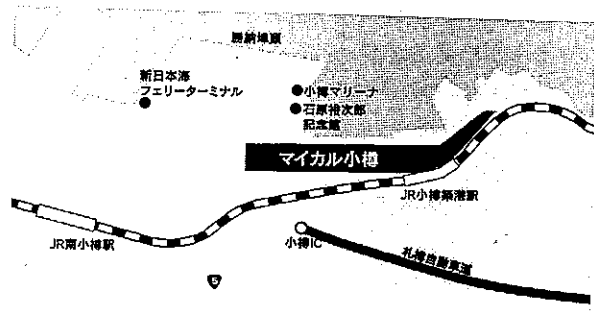 勝納埠頭
新日本海
フェリーターミナル
小樽マリーナ
石原裕次郎
記念館
マイカル小樽
JR小樽築港駅
JR南小樽駅
小樽IC
札樽自動車道
5